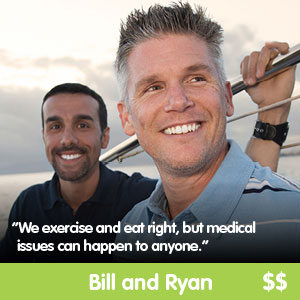 “We exercise and eat right, but medical
issues can happen to anyone.”
Bill and Ryan $$